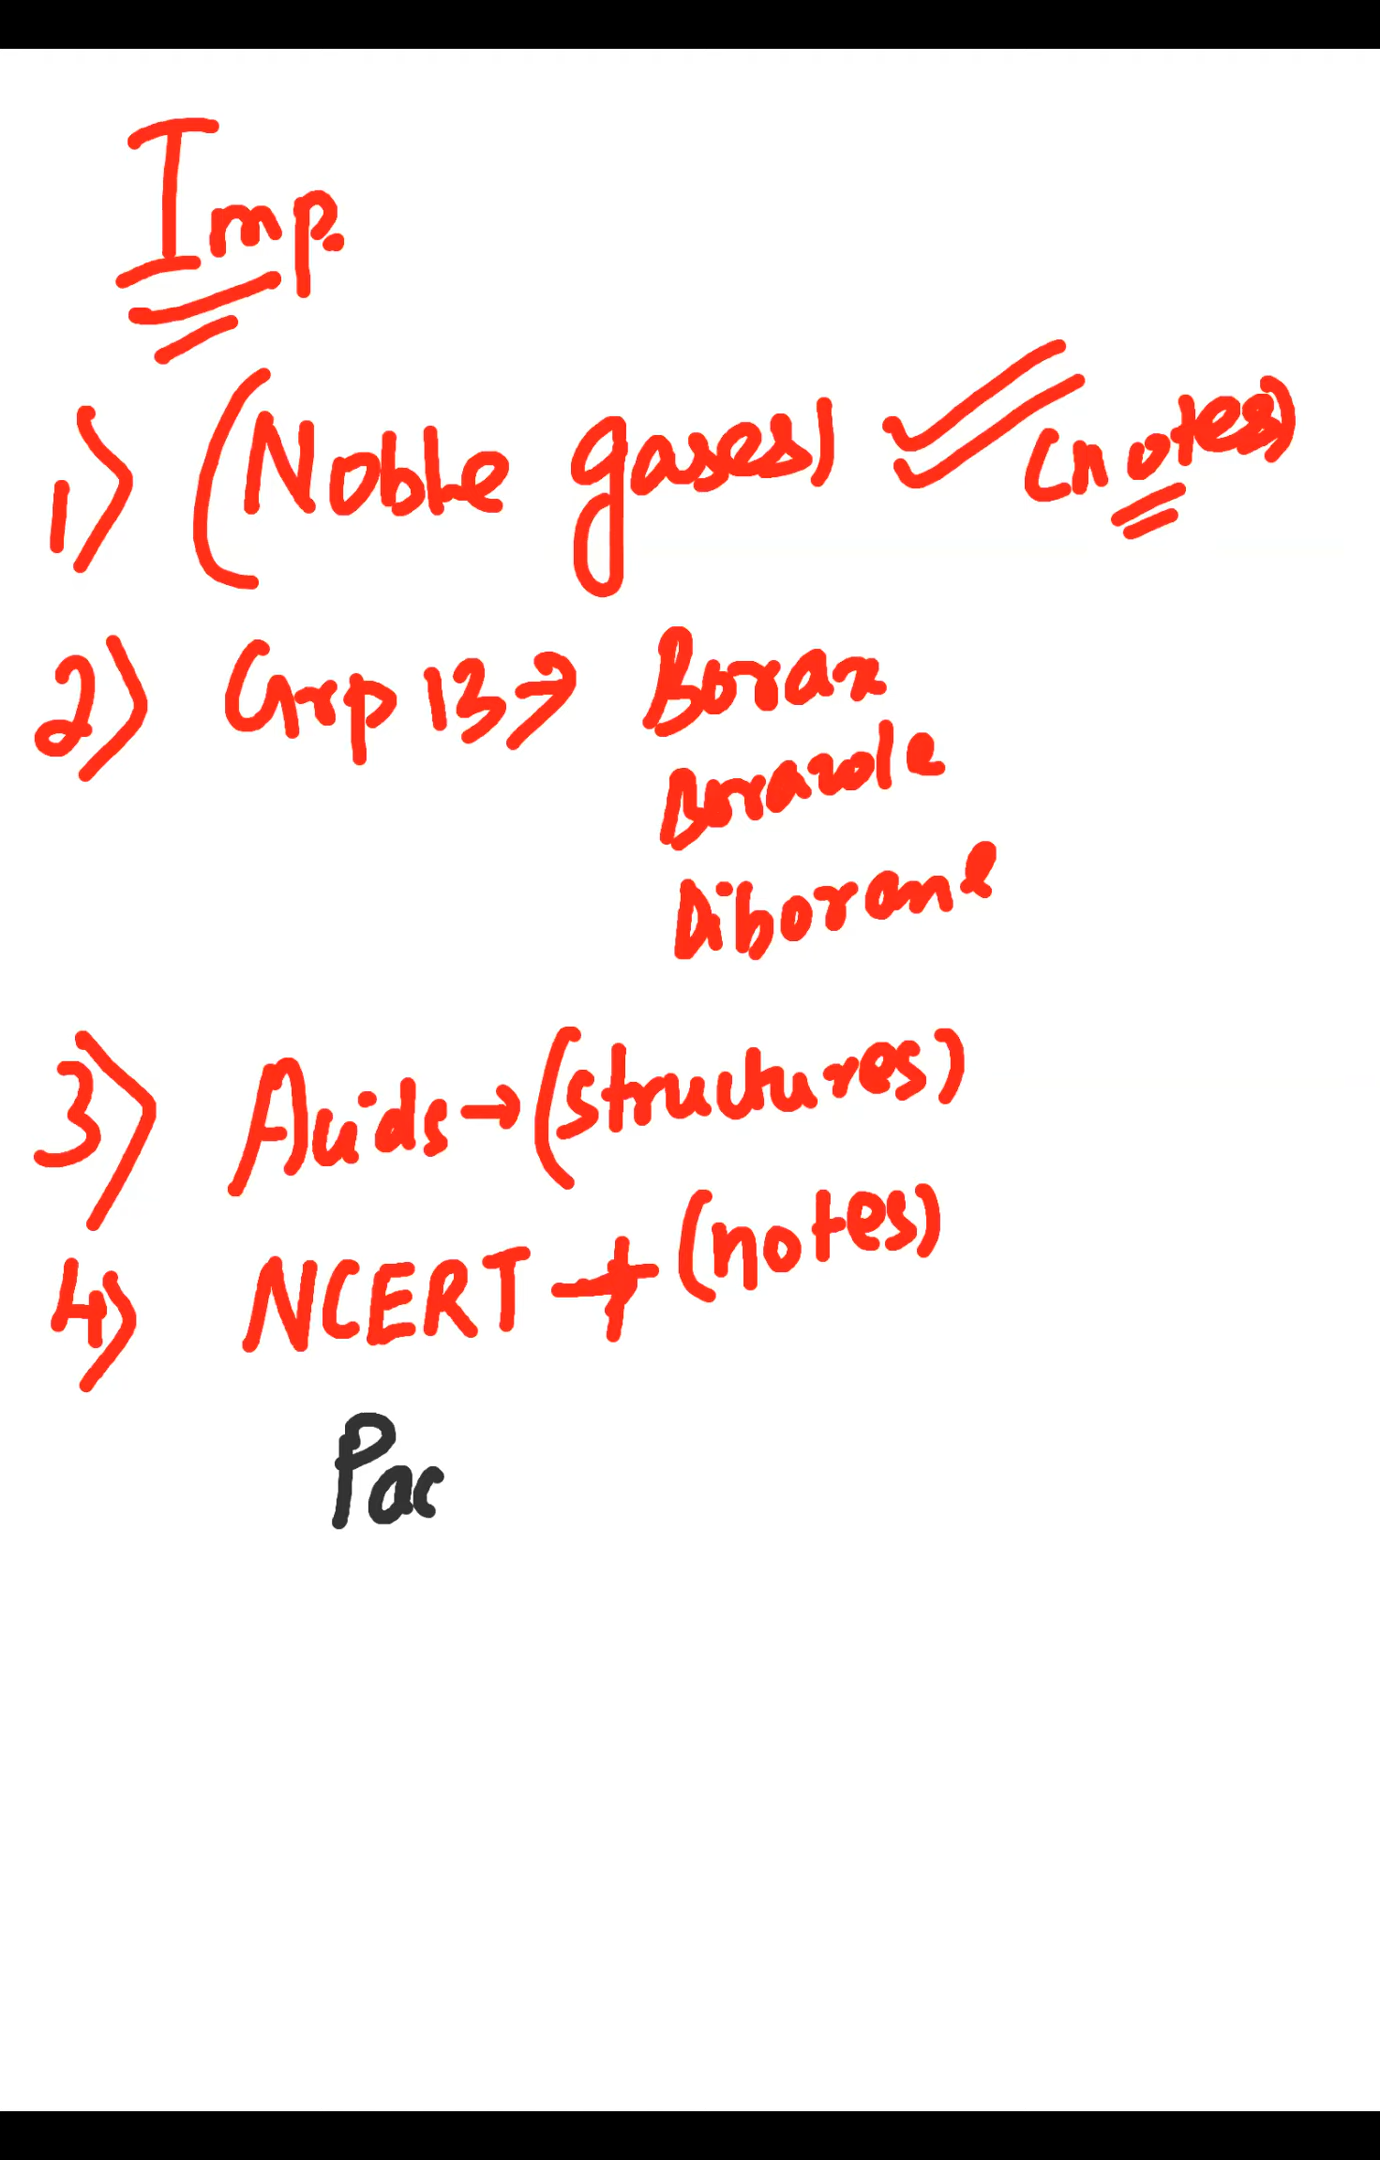 Imp.
1) (Noble gases) (notes)
2) Grp 13 → Borax
Borazole
Diborane
3) Acids → (structures)
4) NCERT + (notes)
Pac